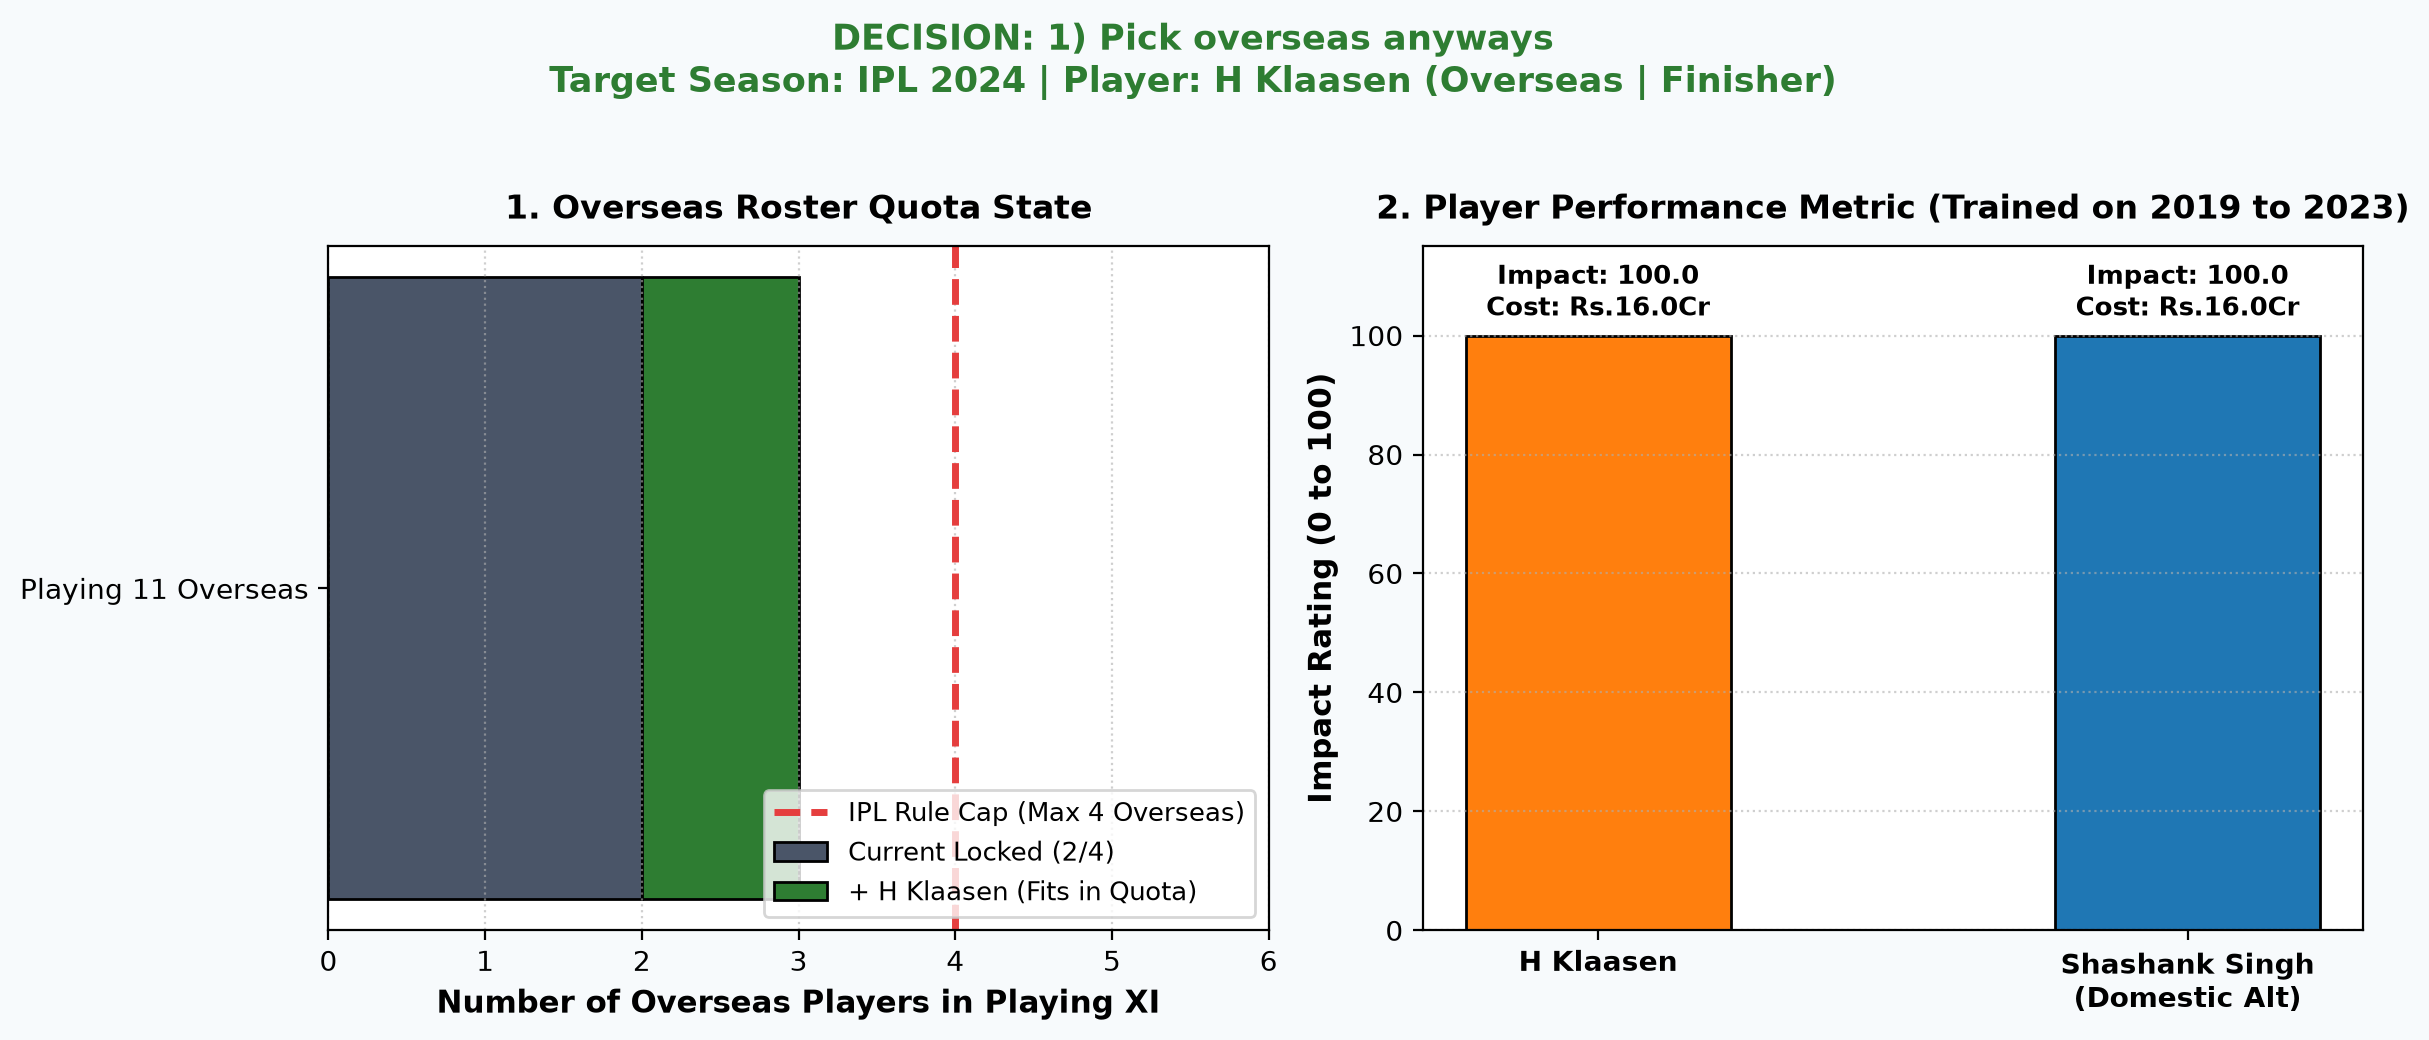 DECISION: 1) Pick overseas anyways
Target Season: IPL 2024 | Player: H Klaasen (Overseas | Finisher)
1. Overseas Roster Quota State
Playing 11 Overseas
IPL Rule Cap (Max 4 Overseas)
Current Locked (2/4)
+ H Klaasen (Fits in Quota)
0 1 2 3 4 5 6
Number of Overseas Players in Playing XI
2. Player Performance Metric (Trained on 2019 to 2023)
Impact Rating (0 to 100)
100
80
60
40
20
0
Impact: 100.0
Cost: Rs.16.0Cr
Impact: 100.0
Cost: Rs.16.0Cr
H Klaasen
Shashank Singh
(Domestic Alt)